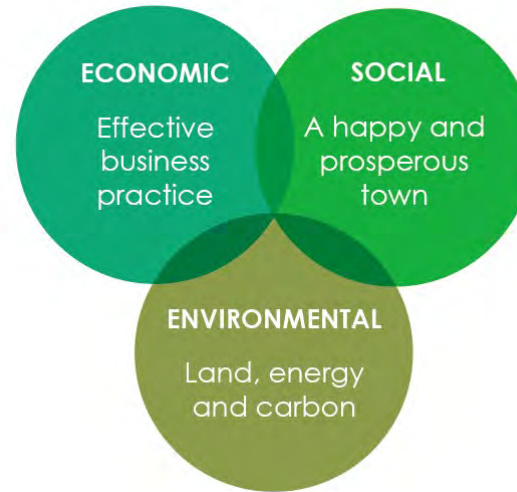 ECONOMIC
Effective
business
practice
SOCIAL
A happy and
prosperous
town
ENVIRONMENTAL
Land, energy
and carbon